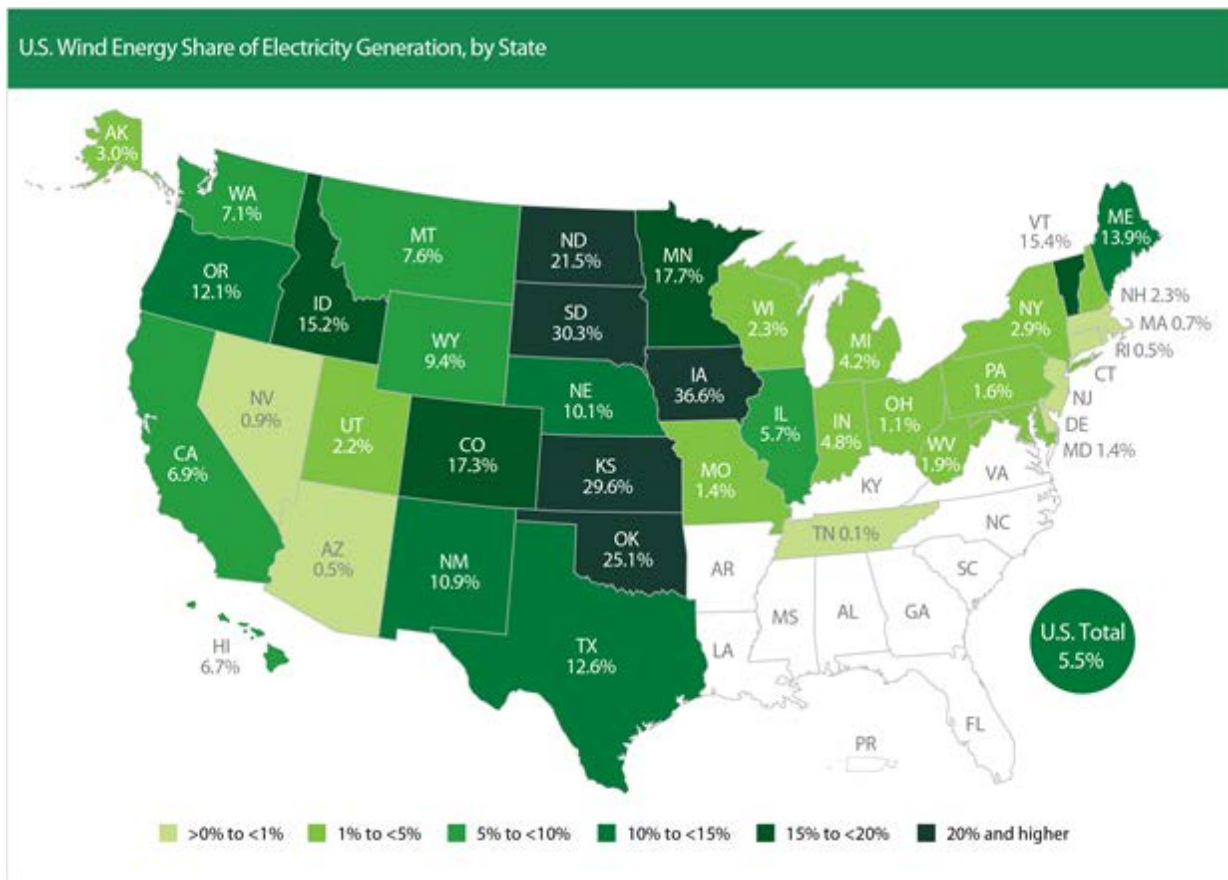 U.S. Wind Energy Share of Electricity Generation, by State
AK
3.0%
WA
7.1%
OR
12.1%
CA
6.9%
ID
15.2%
NV
0.9%
MT
7.6%
WY
9.4%
UT
2.2%
AZ
0.5%
CO
17.3%
NM
10.9%
ND
21.5%
SD
30.3%
NE
10.1%
KS
29.6%
OK
25.1%
TX
12.6%
MN
17.7%
IA
36.6%
MO
1.4%
WI
2.3%
IL
5.7%
MI
4.2%
IN
4.8%
OH
1.1%
WV
1.9%
PA
1.6%
NY
2.9%
VT
15.4%
ME
13.9%
NH 2.3%
MA 0.7%
RI 0.5%
CT
NJ
DE
MD 1.4%
VA
KY
NC
TN 0.1%
SC
AR
LA
MS
AL
GA
FL
PR
HI
6.7%
U.S. Total
5.5%
>0% to <1%
1% to <5%
5% to <10%
10% to <15%
15% to <20%
20% and higher